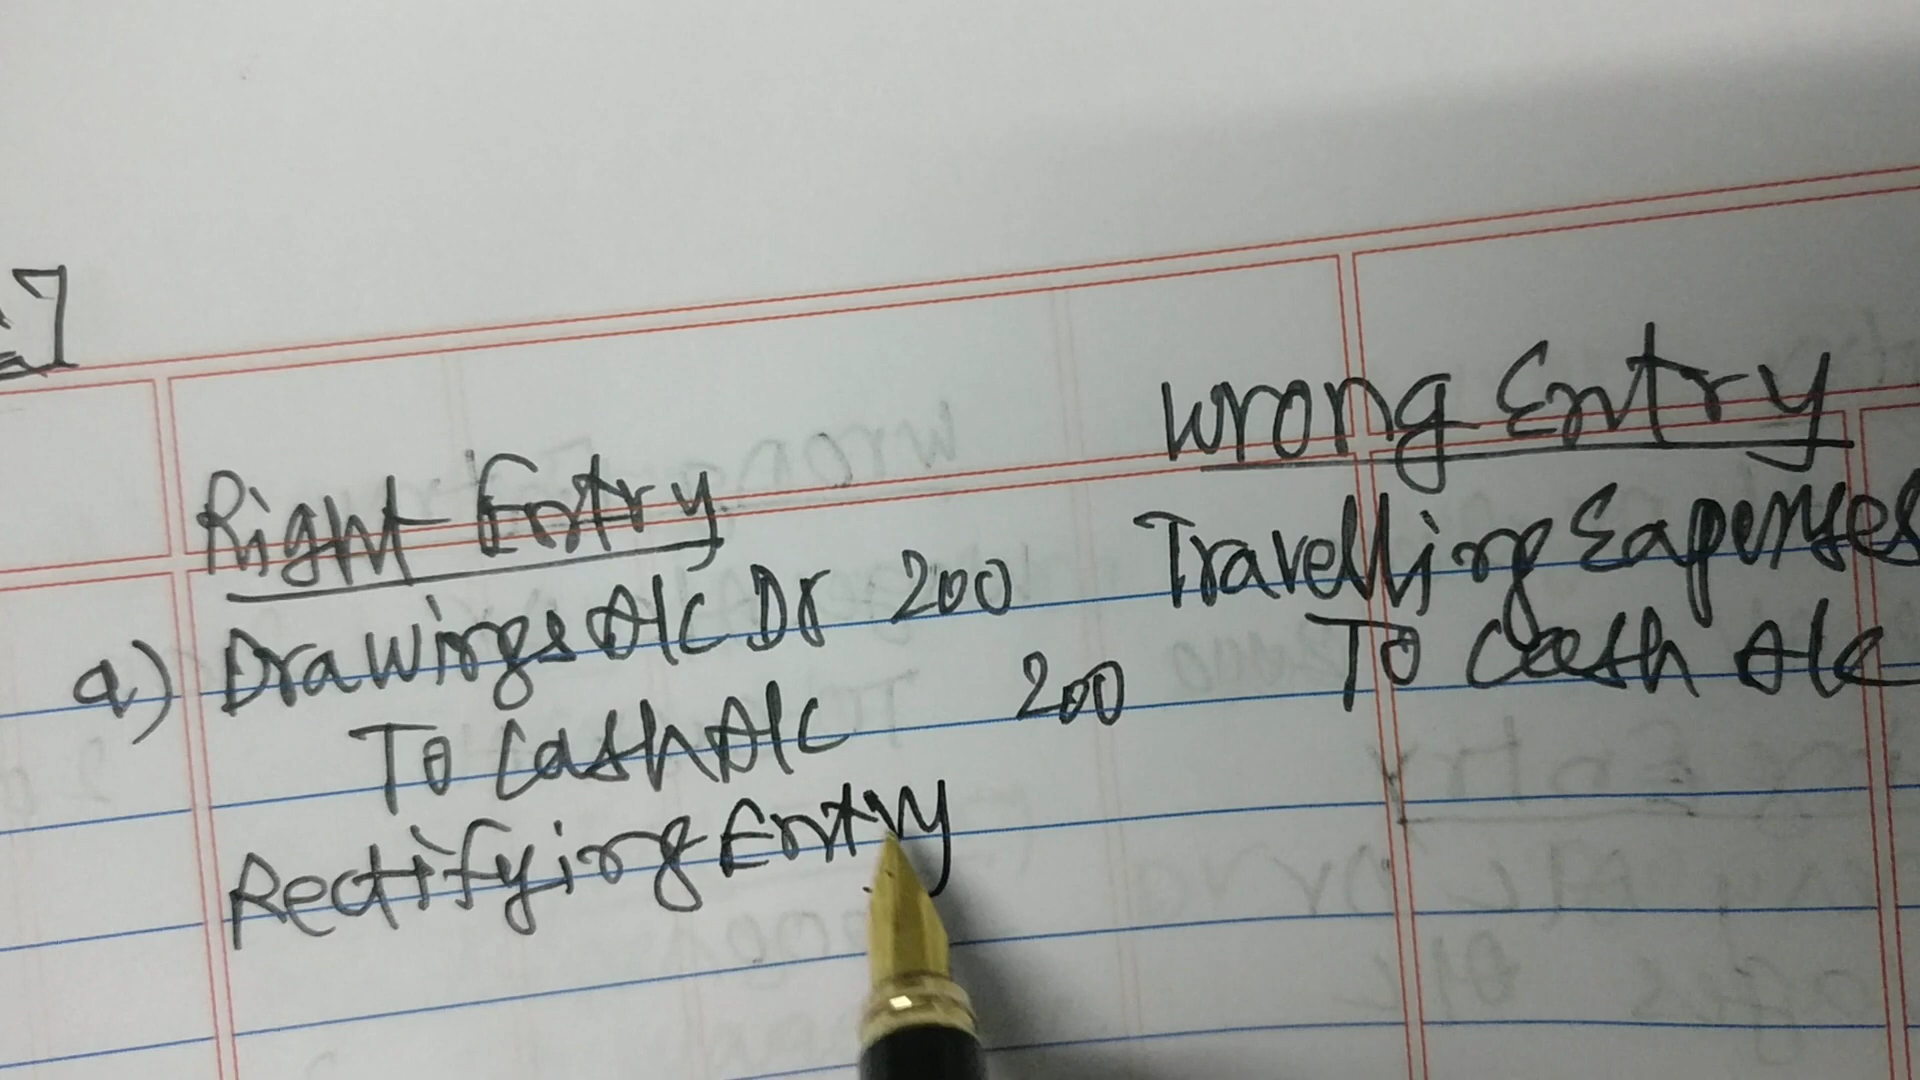 Right Entry
Wrong Entry
a) Drawings A/C Dr 200
To Cash A/C 200
Travelling Expenses
To Cash A/C
Rectifying Entry